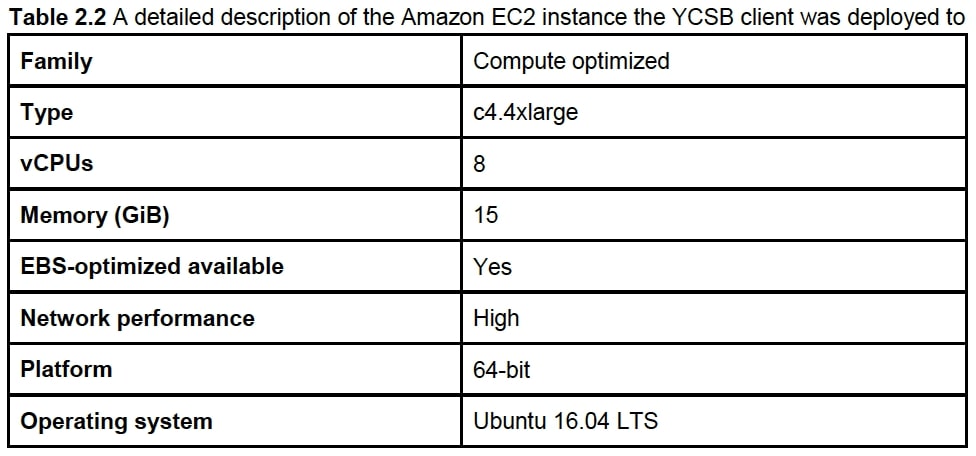 Table 2.2 A detailed description of the Amazon EC2 instance the YCSB client was deployed to
Family Compute optimized
Type c4.4xlarge
vCPUs 8
Memory (GiB) 15
EBS-optimized available Yes
Network performance High
Platform 64-bit
Operating system Ubuntu 16.04 LTS